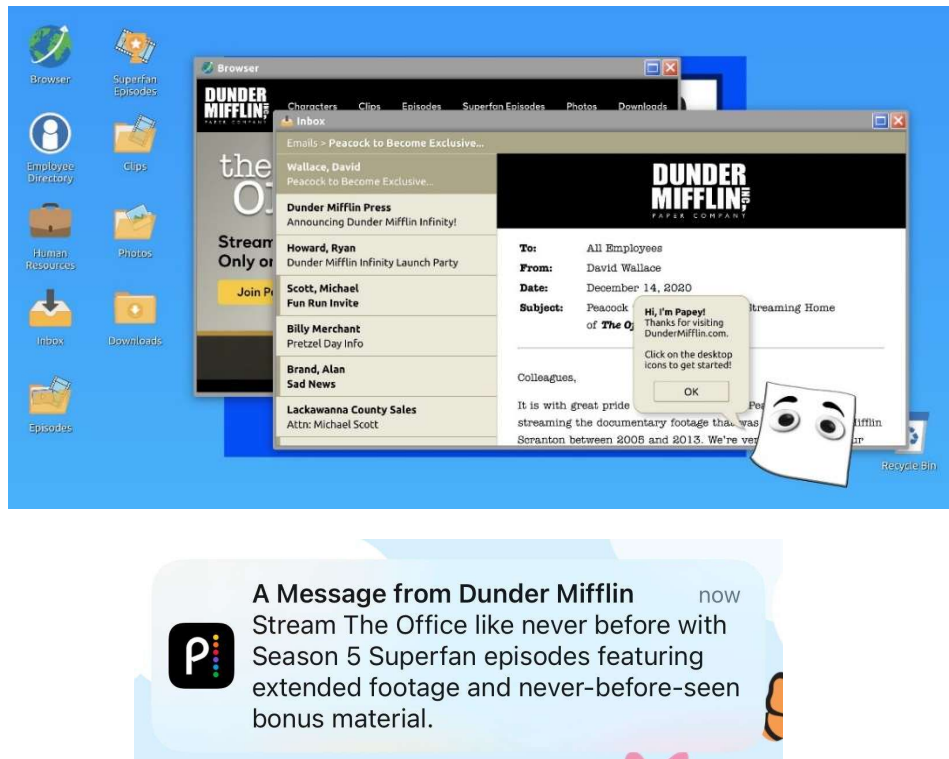 Browser
Superfan
Episodes
Employee
Directory
Clips
Human
Resources
Photos
Inbox
Downloads
Episodes
Recycle Bin
Browser
DUNDER
MIFFLIN
PAPER COMPANY
Characters Clips Episodes Superfan Episodes Photos Downloads
the
Stream
Only
Join
Inbox
Emails > Peacock to Become Exclusive...
Wallace, David
Peacock to Become Exclusive...
Dunder Mifflin Press
Announcing Dunder Mifflin Infinity!
Howard, Ryan
Dunder Mifflin Infinity Launch Party
Scott, Michael
Fun Run Invite
Billy Merchant
Pretzel Day Info
Brand, Alan
Sad News
Lackawanna County Sales
Attn: Michael Scott
DUNDER
MIFFLIN, INC
PAPER COMPANY
To: All Employees
From: David Wallace
Date: December 14, 2020
Subject: Peacock Streaming Home
of The
Colleagues,
It is with great pride
streaming the documentary footage that was
Scranton between 2005 and 2013. We're
Hi, I'm Papey!
Thanks for visiting
DunderMifflin.com.
Click on the desktop
icons to get started!
OK
A Message from Dunder Mifflin now
Stream The Office like never before with
Season 5 Superfan episodes featuring
extended footage and never-before-seen
bonus material.